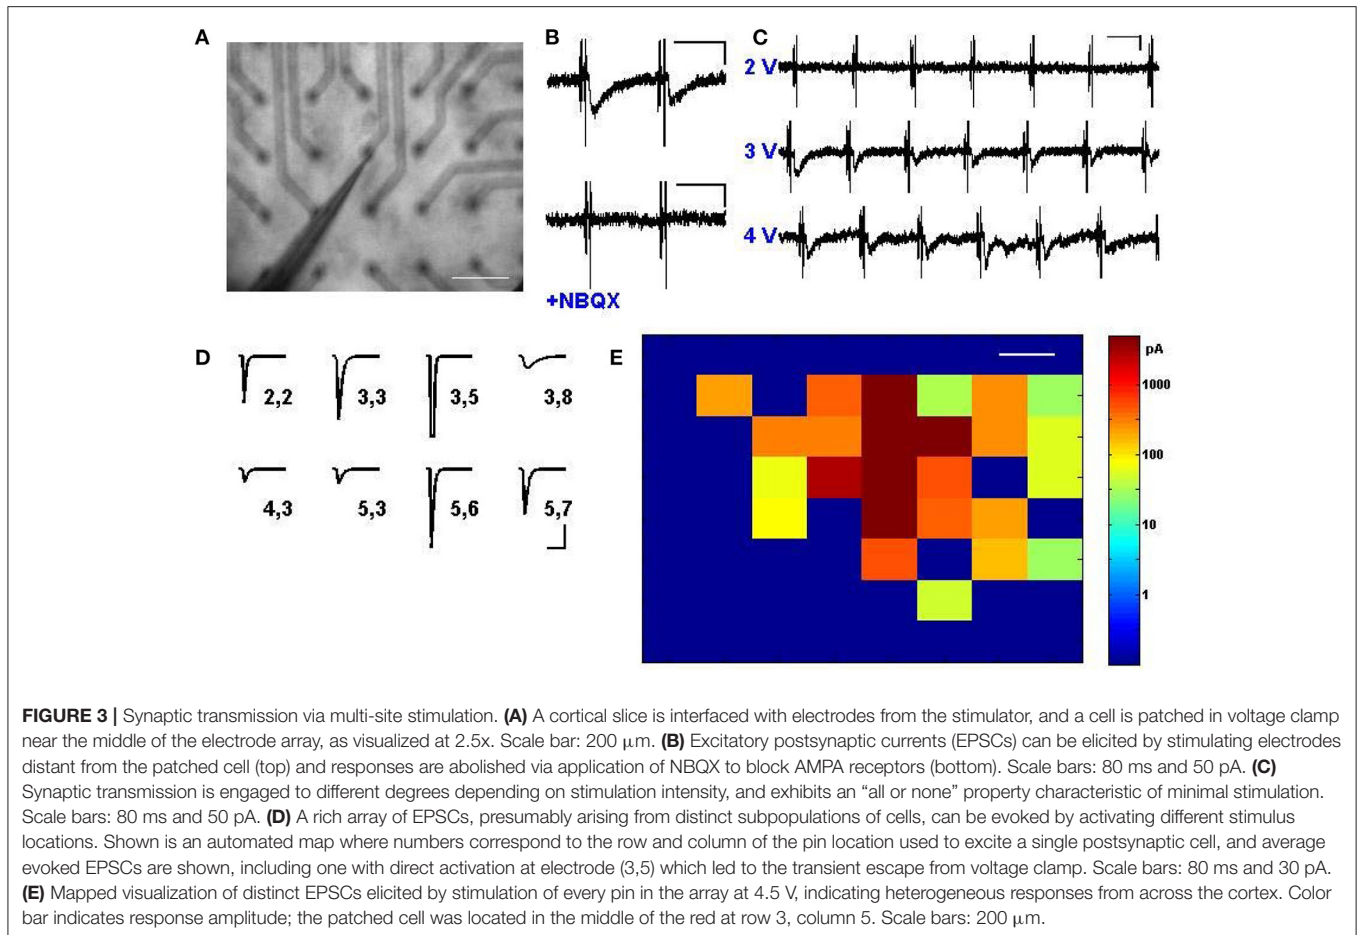 A
B
C
2 V
3 V
4 V
+NBQX
D
2,2
3,3
3,5
3,8
4,3
5,3
5,6
5,7
E
pA
1000
100
10
1
FIGURE 3 | Synaptic transmission via multi-site stimulation. (A) A cortical slice is interfaced with electrodes from the stimulator, and a cell is patched in voltage clamp
near the middle of the electrode array, as visualized at 2.5x. Scale bar: 200 μm. (B) Excitatory postsynaptic currents (EPSCs) can be elicited by stimulating electrodes
distant from the patched cell (top) and responses are abolished via application of NBQX to block AMPA receptors (bottom). Scale bars: 80 ms and 50 pA. (C)
Synaptic transmission is engaged to different degrees depending on stimulation intensity, and exhibits an “all or none” property characteristic of minimal stimulation.
Scale bars: 80 ms and 50 pA. (D) A rich array of EPSCs, presumably arising from distinct subpopulations of cells, can be evoked by activating different stimulus
locations. Shown is an automated map where numbers correspond to the row and column of the pin location used to excite a single postsynaptic cell, and average
evoked EPSCs are shown, including one with direct activation at electrode (3,5) which led to the transient escape from voltage clamp. Scale bars: 80 ms and 30 pA.
(E) Mapped visualization of distinct EPSCs elicited by stimulation of every pin in the array at 4.5 V, indicating heterogeneous responses from across the cortex. Color
bar indicates response amplitude; the patched cell was located in the middle of the red at row 3, column 5. Scale bars: 200 μm.